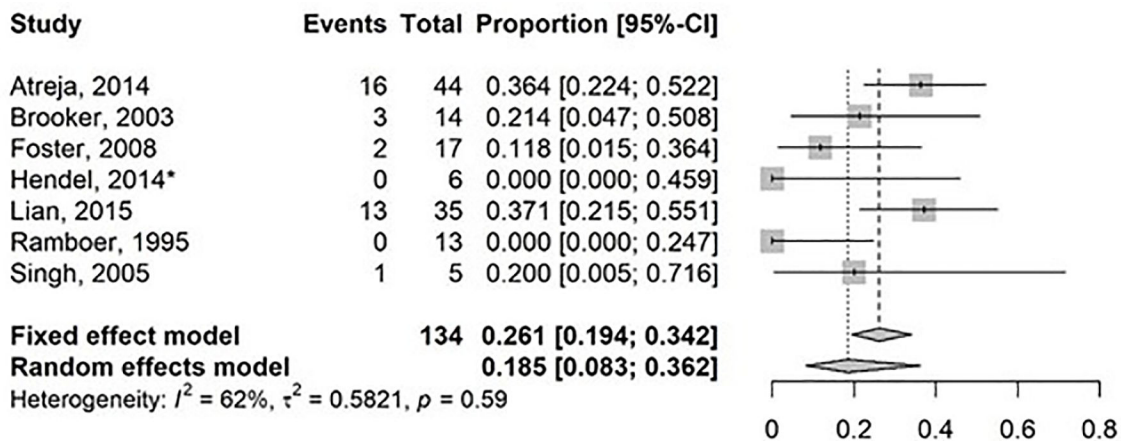 Study Events Total Proportion [95%-CI]
Atreja, 2014 16 44 0.364 [0.224; 0.522]
Brooker, 2003 3 14 0.214 [0.047; 0.508]
Foster, 2008 2 17 0.118 [0.015; 0.364]
Hendel, 2014* 0 6 0.000 [0.000; 0.459]
Lian, 2015 13 35 0.371 [0.215; 0.551]
Ramboer, 1995 0 13 0.000 [0.000; 0.247]
Singh, 2005 1 5 0.200 [0.005; 0.716]
Fixed effect model 134 0.261 [0.194; 0.342]
Random effects model 0.185 [0.083; 0.362]
Heterogeneity: I² = 62%, τ² = 0.5821, p = 0.59
0 0.2 0.4 0.6 0.8